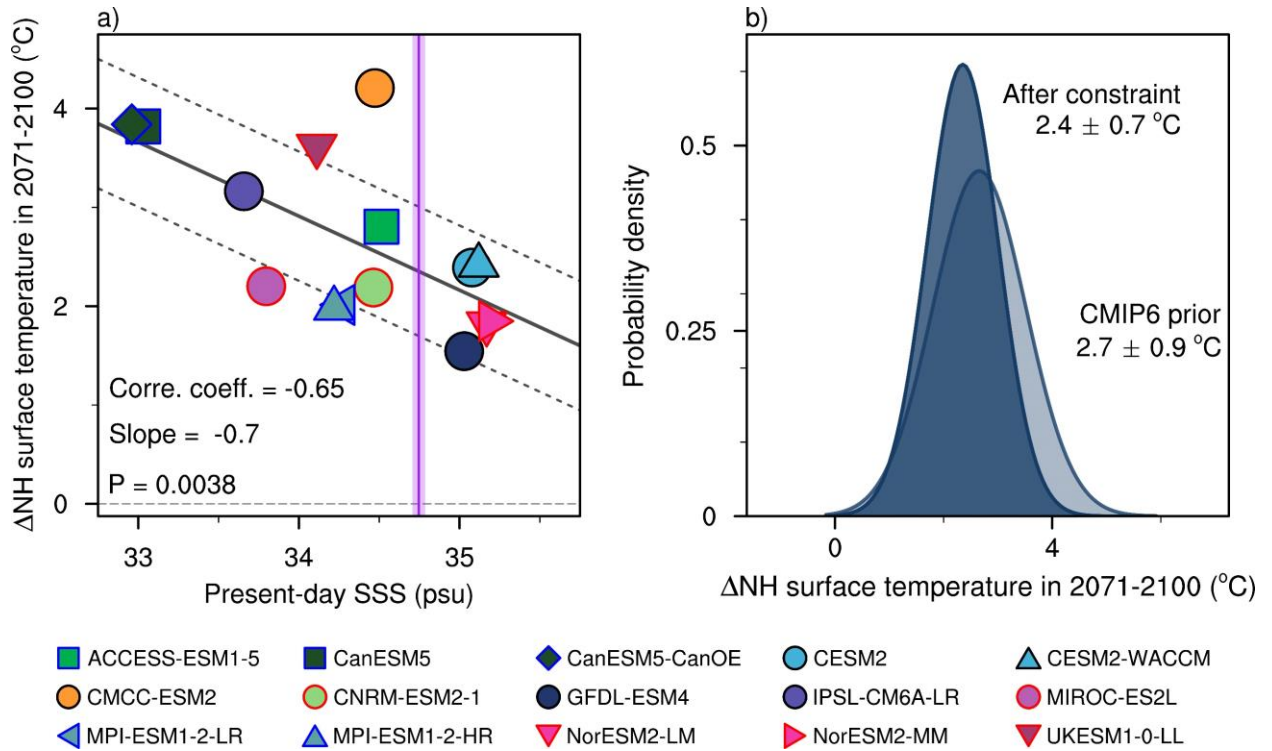 a)
ΔNH surface temperature in 2071-2100 (°C)
4
2
0
Corre. coeff. = -0.65
Slope = -0.7
P = 0.0038
33
34
35
Present-day SSS (psu)
b)
Probability density
0.5
0.25
0
After constraint
2.4 ± 0.7 °C
CMIP6 prior
2.7 ± 0.9 °C
0
4
ΔNH surface temperature in 2071-2100 (°C)
ACCESS-ESM1-5
CanESM5
CanESM5-CanOE
CESM2
CESM2-WACCM
CMCC-ESM2
CNRM-ESM2-1
GFDL-ESM4
IPSL-CM6A-LR
MIROC-ES2L
MPI-ESM1-2-LR
MPI-ESM1-2-HR
NorESM2-LM
NorESM2-MM
UKESM1-0-LL